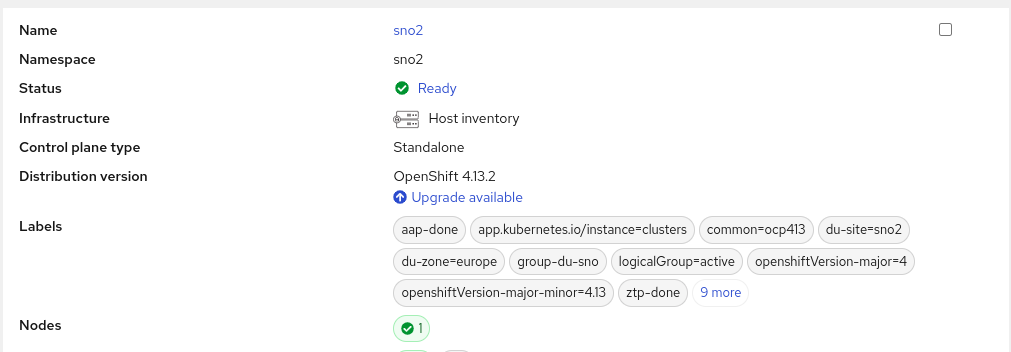 Name sno2
Namespace sno2
Status Ready
Infrastructure Host inventory
Control plane type Standalone
Distribution version OpenShift 4.13.2
Upgrade available
Labels aap-done app.kubernetes.io/instance=clusters common=ocp413 du-site=sno2
du-zone=europe group-du-sno logicalGroup=active openshiftVersion-major=4
openshiftVersion-major-minor=4.13 ztp-done 9 more
Nodes 1